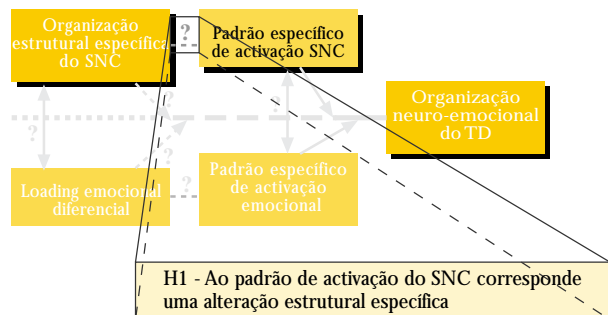 Organização
estrutural específica
do SNC
?
Padrão específico
de activação SNC
?
?
?
Organização
neuro-emocional
do TD
?
?
Loading emocional
diferencial
?
Padrão específico
de activação
emocional
H1 - Ao padrão de activação do SNC corresponde
uma alteração estrutural específica